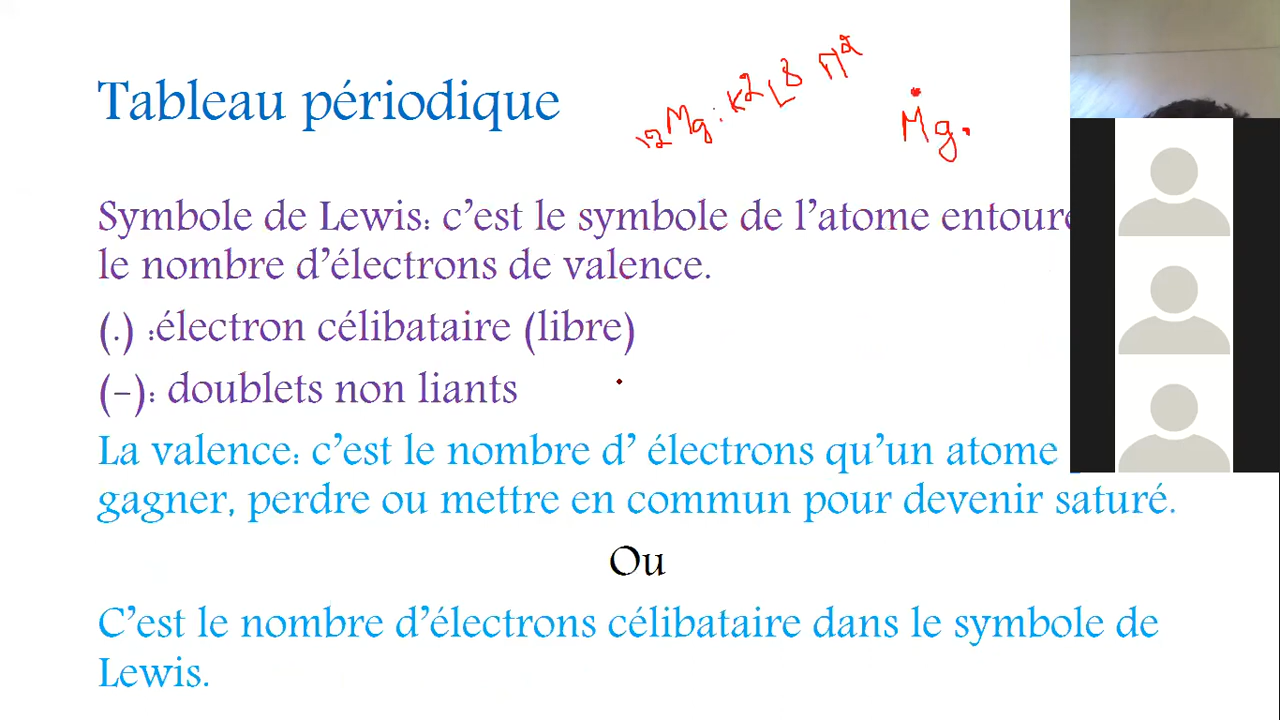 Tableau périodique
12Mg: K2 L8 M2
Mg
Symbole de Lewis: c'est le symbole de l'atome entouré
le nombre d'électrons de valence.
(.) :électron célibataire (libre)
(-): doublets non liants
La valence: c'est le nombre d' électrons qu'un atome
gagner, perdre ou mettre en commun pour devenir saturé.
Ou
C'est le nombre d'électrons célibataire dans le symbole de
Lewis.